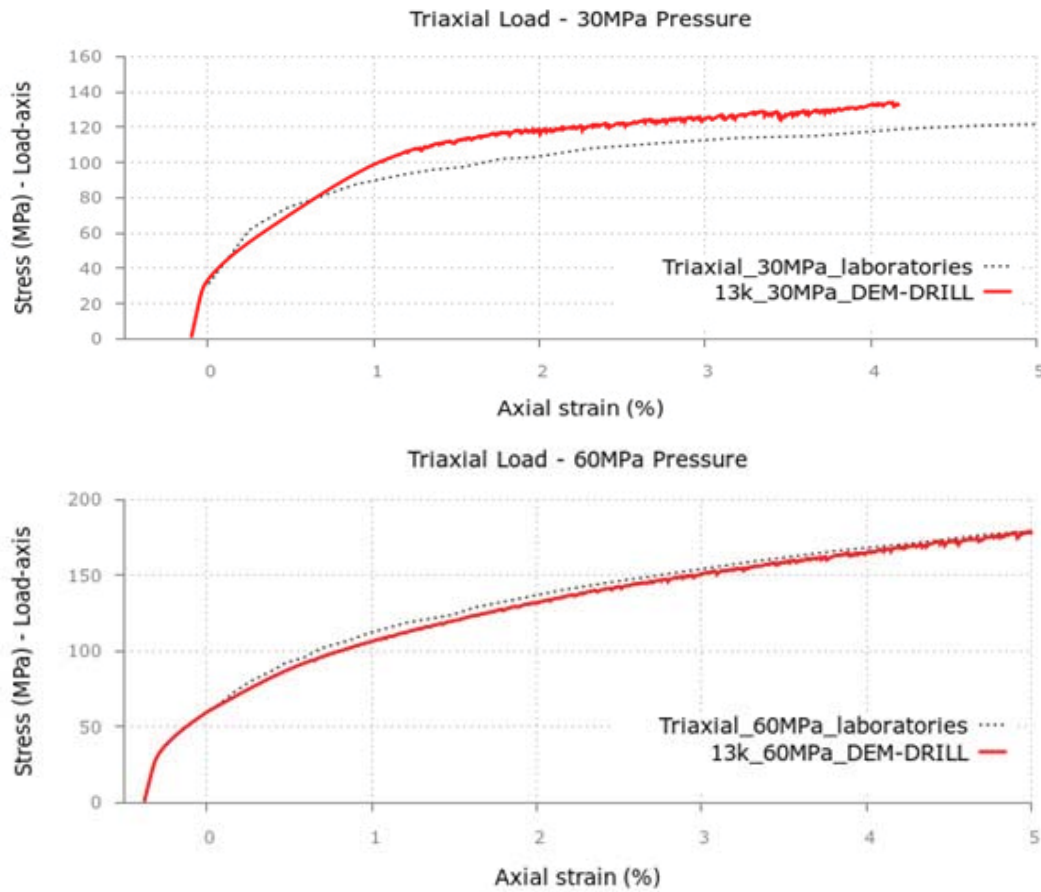 Triaxial Load - 30MPa Pressure
Stress (MPa) - Load-axis
160
140
120
100
80
60
40
20
0
Triaxial_30MPa_laboratories
13k_30MPa_DEM-DRILL
0 1 2 3 4 5
Axial strain (%)
Triaxial Load - 60MPa Pressure
Stress (MPa) - Load-axis
200
150
100
50
0
Triaxial_60MPa_laboratories
13k_60MPa_DEM-DRILL
0 1 2 3 4 5
Axial strain (%)